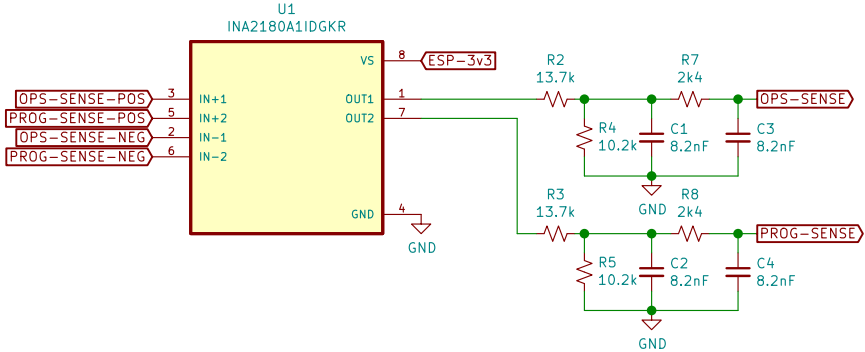 U1
INA2180A1IDGKR
VS
8
ESP-3v3
OPS-SENSE-POS
3
IN+1
OUT1
1
PROG-SENSE-POS
5
IN+2
OUT2
7
OPS-SENSE-NEG
2
IN-1
PROG-SENSE-NEG
6
IN-2
GND
4
GND
R2
13.7k
R7
2k4
OPS-SENSE
R4
10.2k
C1
8.2nF
C3
8.2nF
GND
R3
13.7k
R8
2k4
PROG-SENSE
R5
10.2k
C2
8.2nF
C4
8.2nF
GND